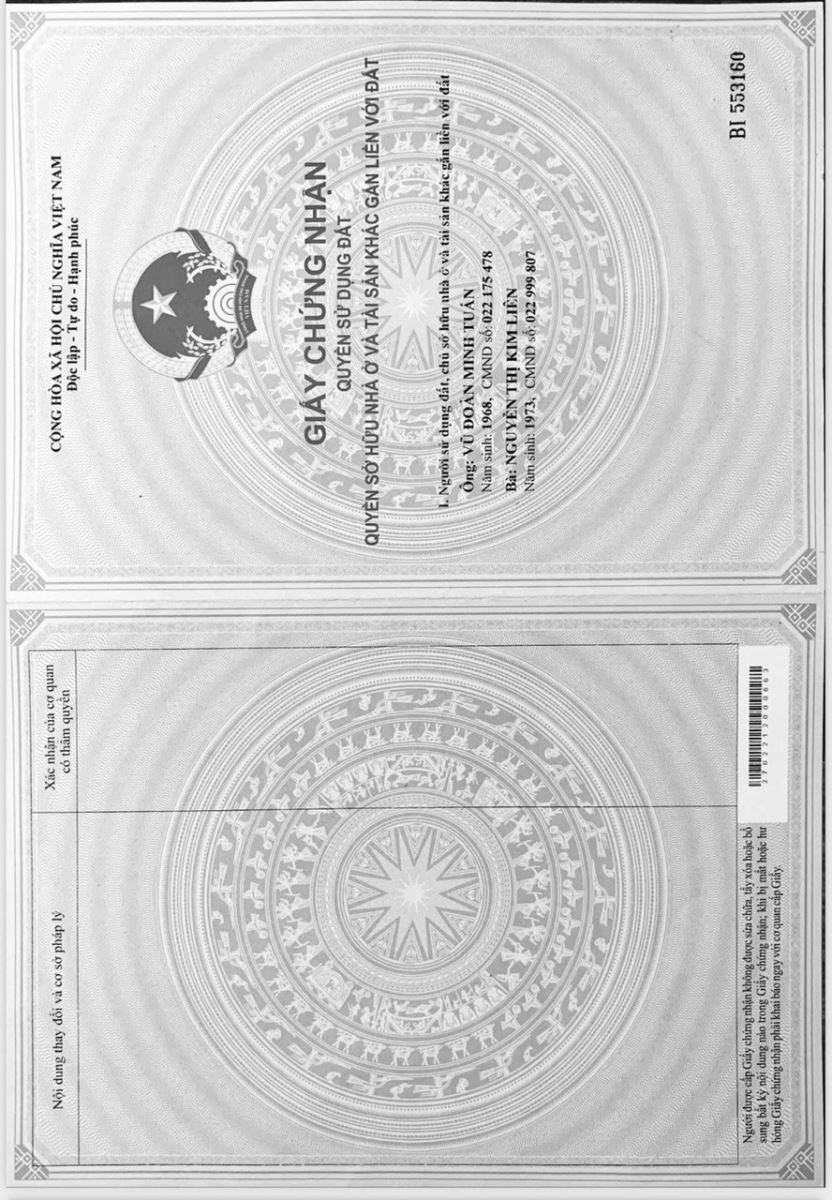 CỘNG HÒA XÃ HỘI CHỦ NGHĨA VIỆT NAM
Độc lập - Tự do - Hạnh phúc
VIỆT NAM
GIẤY CHỨNG NHẬN
QUYỀN SỬ DỤNG ĐẤT
QUYỀN SỞ HỮU NHÀ Ở VÀ TÀI SẢN KHÁC GẮN LIỀN VỚI ĐẤT
I. Người sử dụng đất, chủ sở hữu nhà ở và tài sản khác gắn liền với đất
Ông: VŨ ĐOÀN MINH TUẤN
Năm sinh: 1968, CMND số: 022 175 478
Bà: NGUYỄN THỊ KIM LIÊN
Năm sinh: 1973, CMND số: 022 999 807
BI 553160
Nội dung thay đổi và cơ sở pháp lý
Xác nhận của cơ quan
có thẩm quyền
Người được cấp Giấy chứng nhận không được sửa chữa, tẩy xóa hoặc bổ
sung bất kỳ nội dung nào trong Giấy chứng nhận; khi bị mất hoặc hư
hỏng Giấy chứng nhận phải khai báo ngay với cơ quan cấp Giấy.
2702212000663